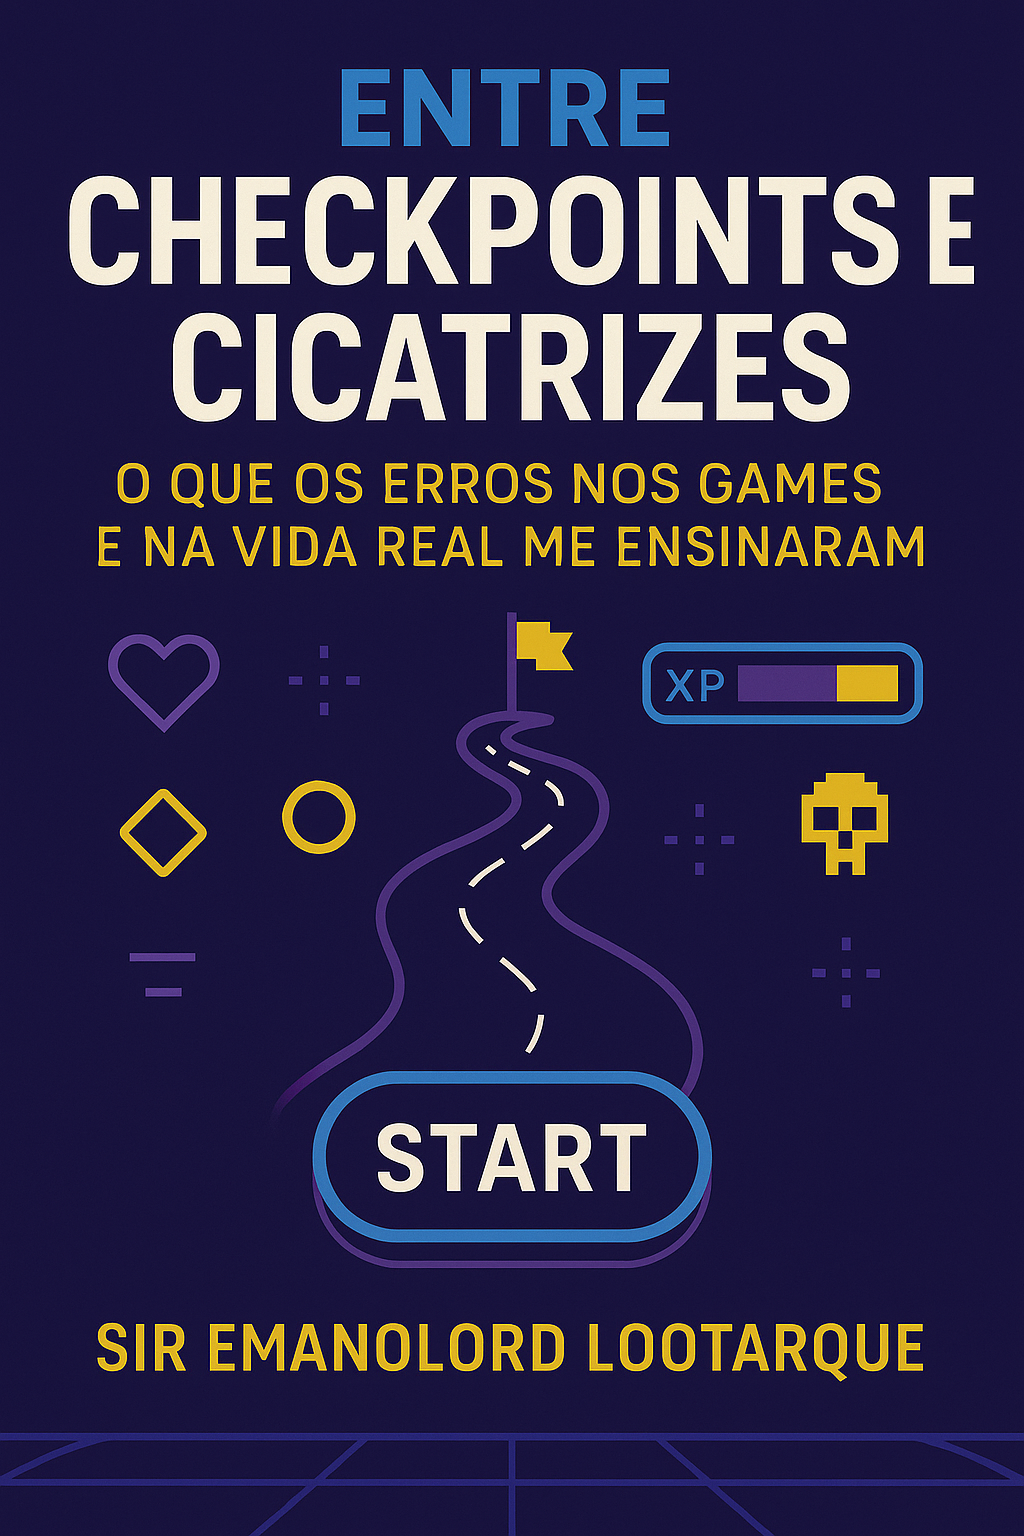 ENTRE
CHECKPOINTS E
CICATRIZES
O QUE OS ERROS NOS GAMES
E NA VIDA REAL ME ENSINARAM
XP
START
SIR EMANOLORD LOOTARQUE